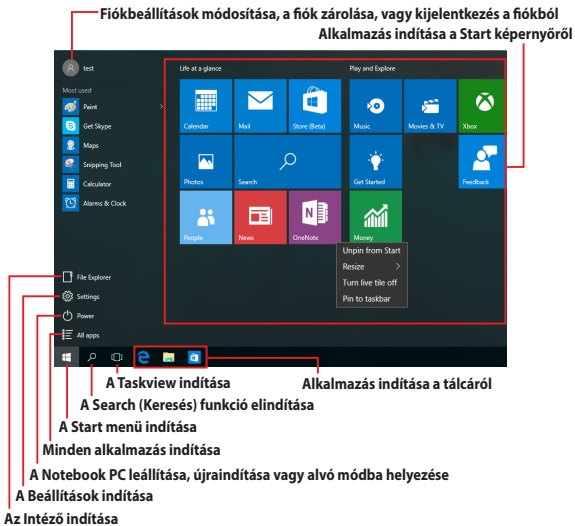 Fiókbeállítások módosítása, a fiók zárolása, vagy kijelentkezés a fiókból
Alkalmazás indítása a Start képernyőről
test
Life at a glance
Play and Explore
Most used
Paint
Get Skype
Maps
Snipping Tool
Calculator
Alarms & Clock
Calendar
Mail
Store (Beta)
Music
Movies & TV
Xbox
Photos
Search
Get Started
Feedback
People
News
OneNote
Money
Unpin from Start
Resize
Turn live tile off
Pin to taskbar
File Explorer
Settings
Power
All apps
A Taskview indítása
Alkalmazás indítása a tálcáról
A Search (Keresés) funkció elindítása
A Start menü indítása
Minden alkalmazás indítása
A Notebook PC leállítása, újraindítása vagy alvó módba helyezése
A Beállítások indítása
Az Intéző indítása